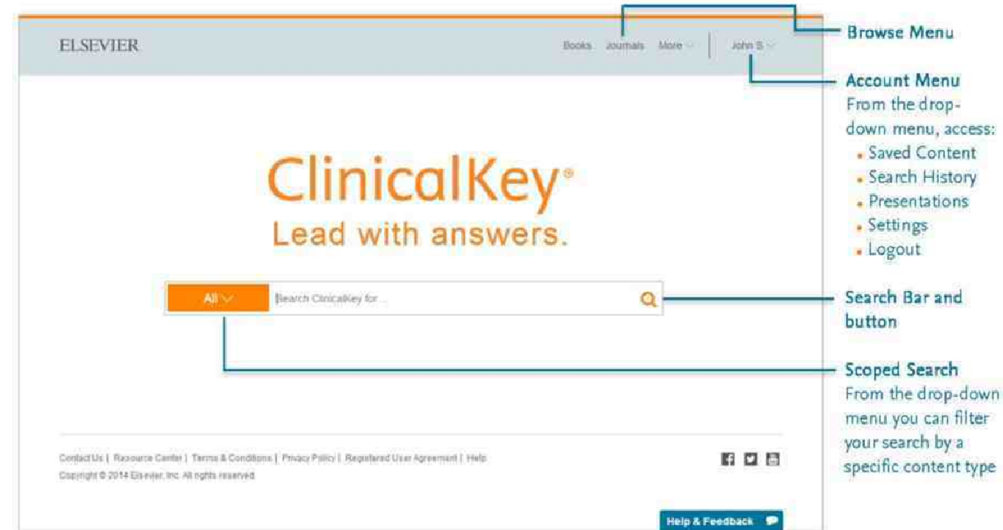 ELSEVIER
Books Journals More John S
ClinicalKey®
Lead with answers.
All
Search ClinicalKey for ...
Contact Us | Resource Center | Terms & Conditions | Privacy Policy | Registered User Agreement | Help
Copyright © 2014 Elsevier, Inc. All rights reserved.
Help & Feedback
Browse Menu
Account Menu
From the drop-
down menu, access:
• Saved Content
• Search History
• Presentations
• Settings
• Logout
Search Bar and
button
Scoped Search
From the drop-down
menu you can filter
your search by a
specific content type